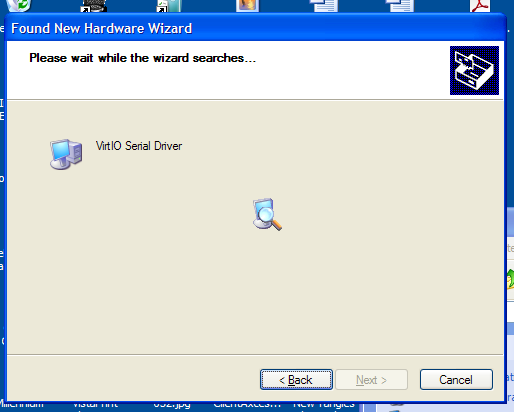 Found New Hardware Wizard
Please wait while the wizard searches...
VirtIO Serial Driver
< Back
Next >
Cancel